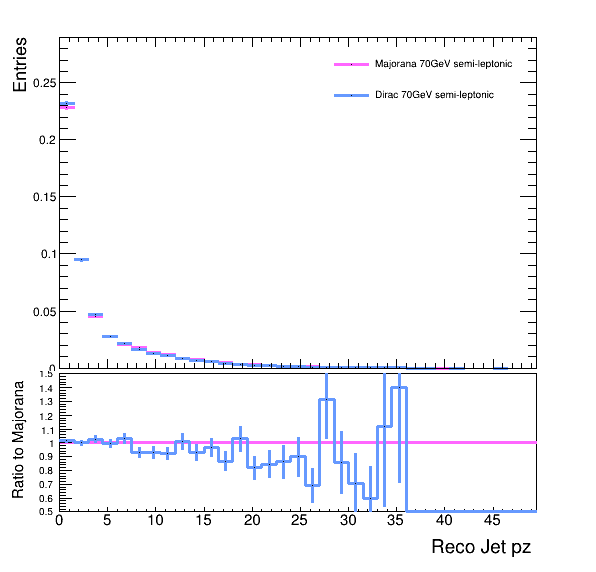 Entries
Majorana 70GeV semi-leptonic
Dirac 70GeV semi-leptonic
0.25
0.2
0.15
0.1
0.05
0
Ratio to Majorana
1.5
1.4
1.3
1.2
1.1
1
0.9
0.8
0.7
0.6
0.5
0 5 10 15 20 25 30 35 40 45
Reco Jet pz